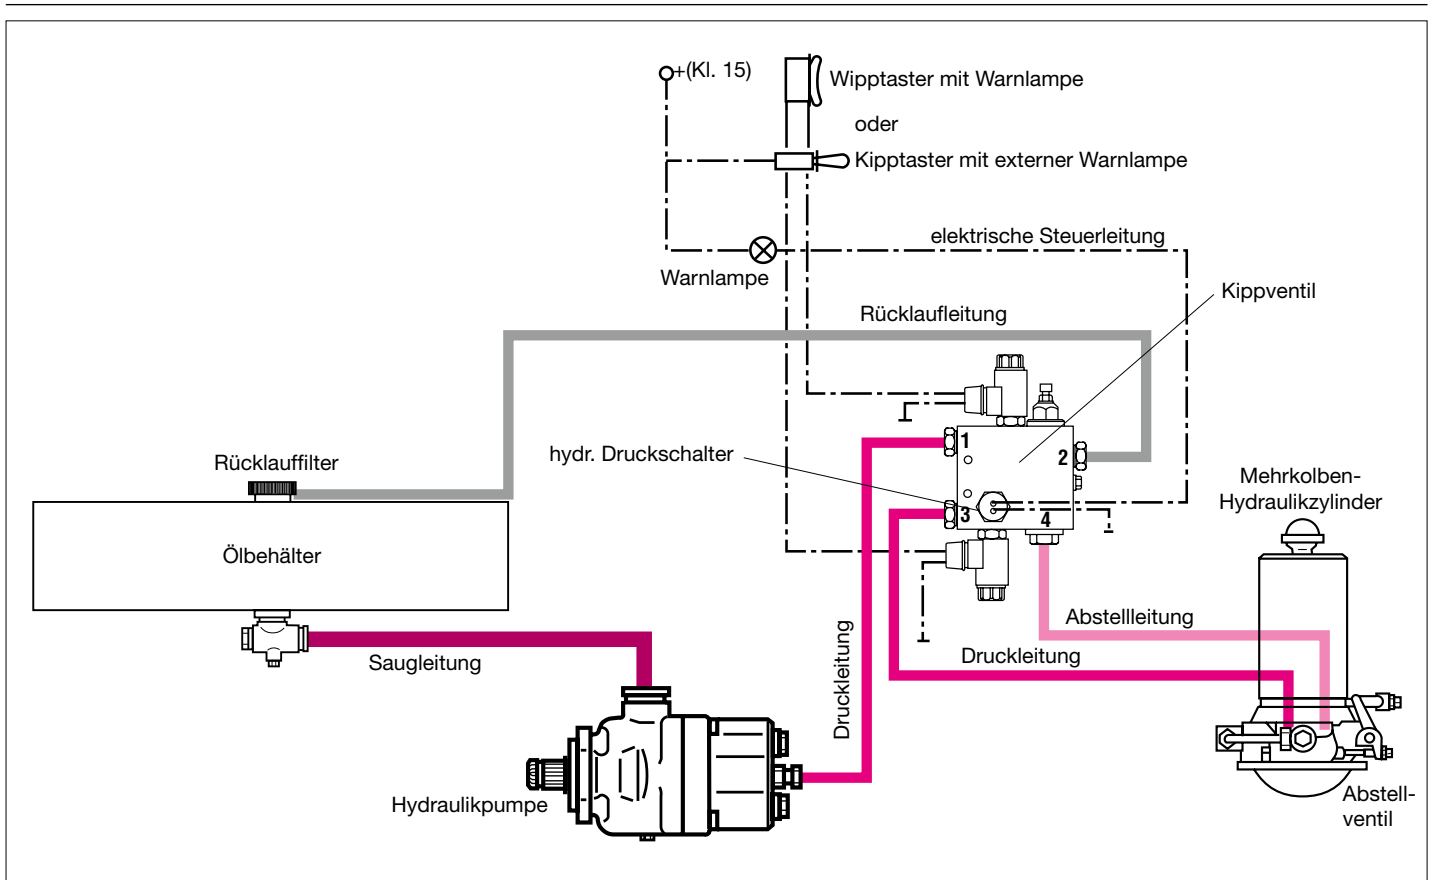 +(Kl. 15)
Wipptaster mit Warnlampe
oder
Kipptaster mit externer Warnlampe
elektrische Steuerleitung
Warnlampe
Kippventil
Rücklaufleitung
1
2
hydr. Druckschalter
Rücklauffilter
3
4
Mehrkolben-
Hydraulikzylinder
Ölbehälter
Abstellleitung
Saugleitung
Druckleitung
Druckleitung
Hydraulikpumpe
Abstell-
ventil